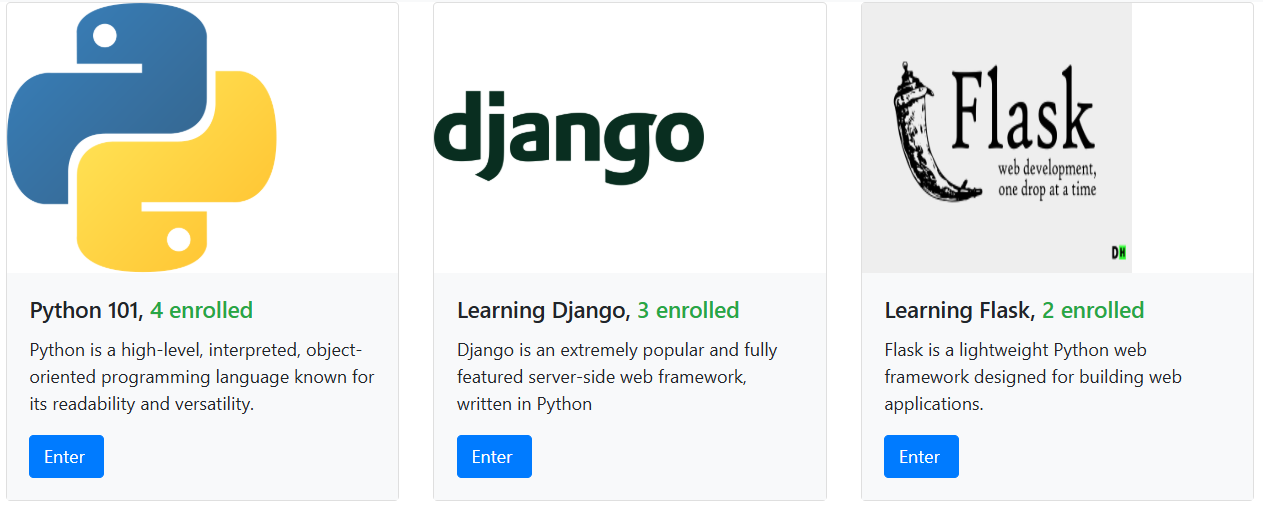 django
Flask
web development,
one drop at a time
DH
Python 101, 4 enrolled
Python is a high-level, interpreted, object-
oriented programming language known for
its readability and versatility.
Enter
Learning Django, 3 enrolled
Django is an extremely popular and fully
featured server-side web framework,
written in Python
Enter
Learning Flask, 2 enrolled
Flask is a lightweight Python web
framework designed for building web
applications.
Enter